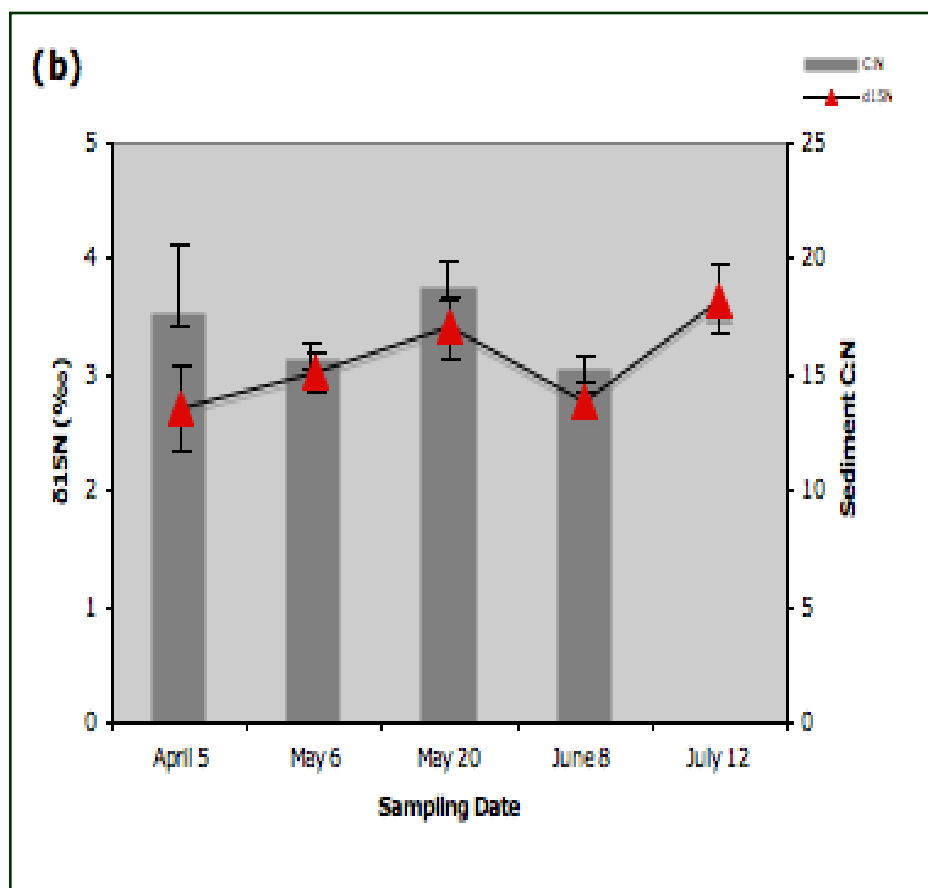 (b)
C:N
d15N
5
4
3
2
1
0
δ15N (‰)
25
20
15
10
5
0
Sediment C:N
April 5
May 6
May 20
June 8
July 12
Sampling Date